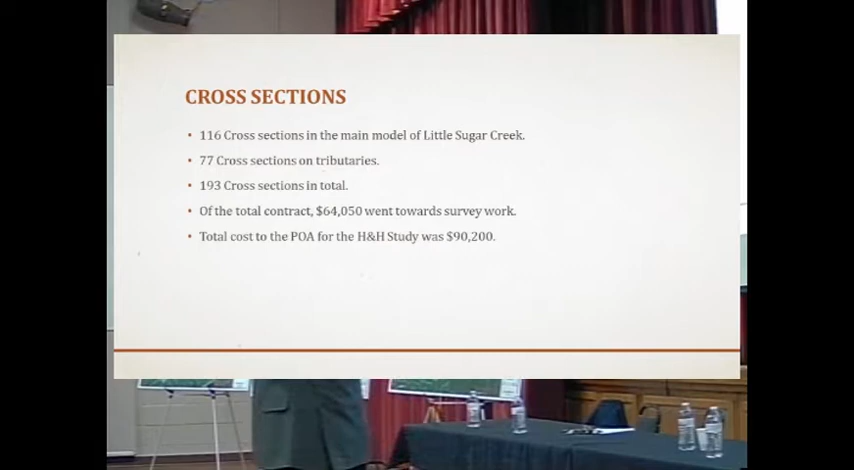 CROSS SECTIONS
• 116 Cross sections in the main model of Little Sugar Creek.
• 77 Cross sections on tributaries.
• 193 Cross sections in total.
• Of the total contract, $64,050 went towards survey work.
• Total cost to the POA for the H&H Study was $90,200.